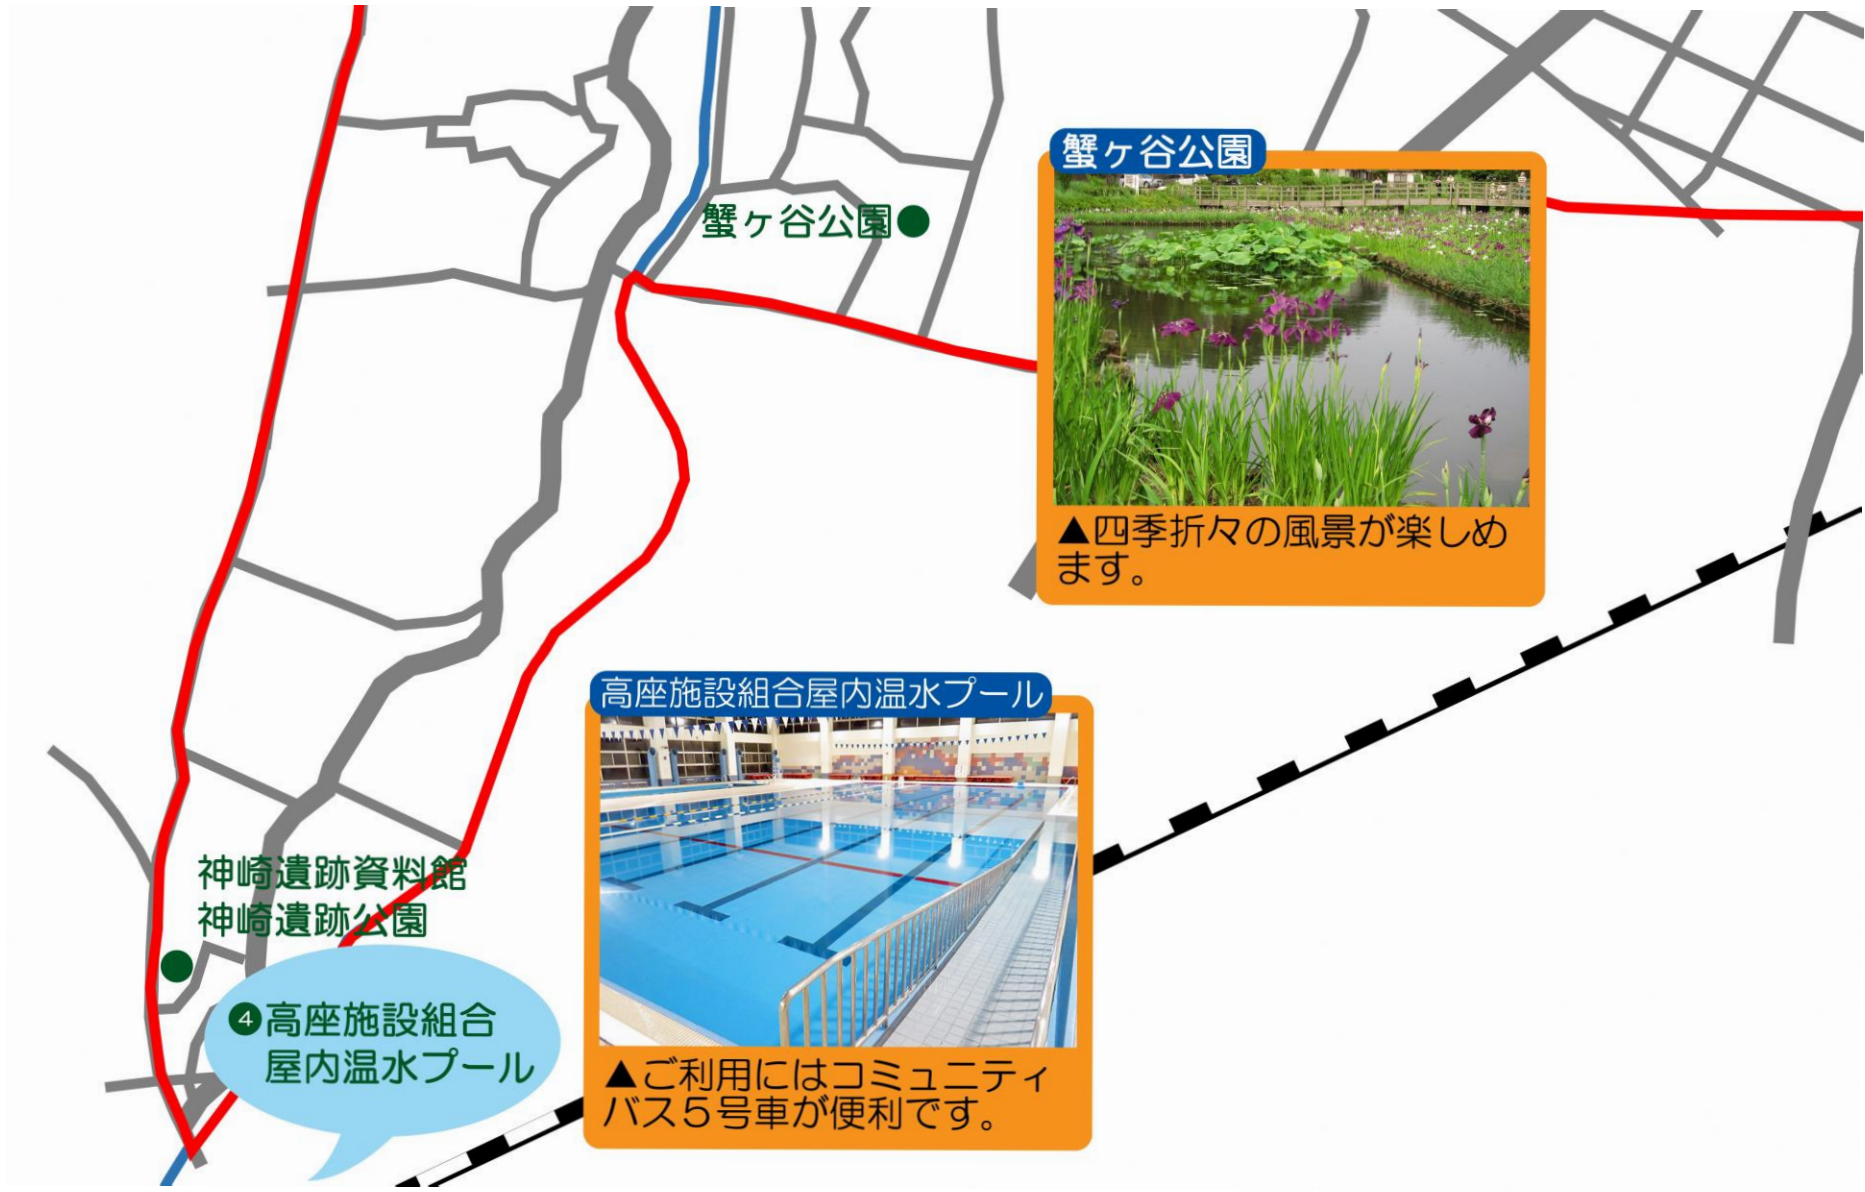 蟹ヶ谷公園
蟹ヶ谷公園●
▲四季折々の風景が楽しめ
ます。
高座施設組合屋内温水プール
神崎遺跡資料館
神崎遺跡公園
❹高座施設組合
屋内温水プール
▲ご利用にはコミュニティ
バス5号車が便利です。